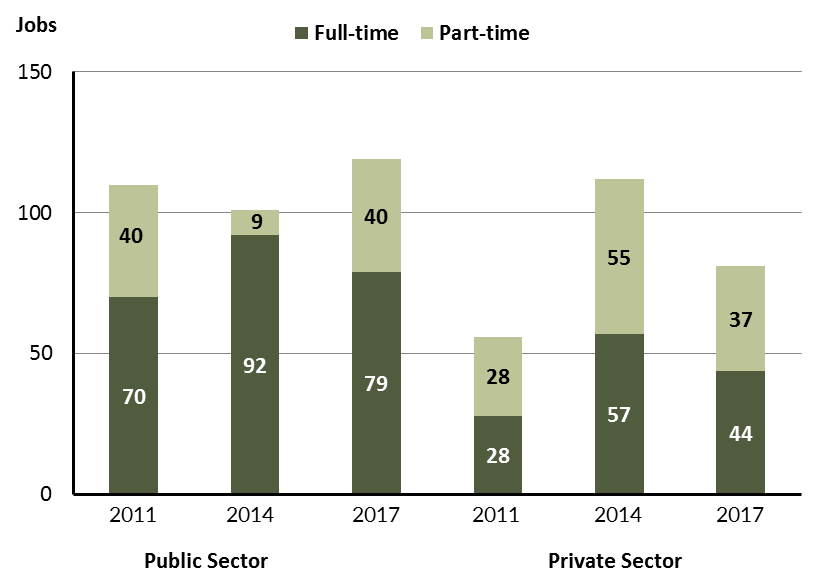 Jobs
Full-time Part-time
150
100
50
0
40 9 40 28 55 37
70 92 79 28 57 44
2011 2014 2017 2011 2014 2017
Public Sector Private Sector